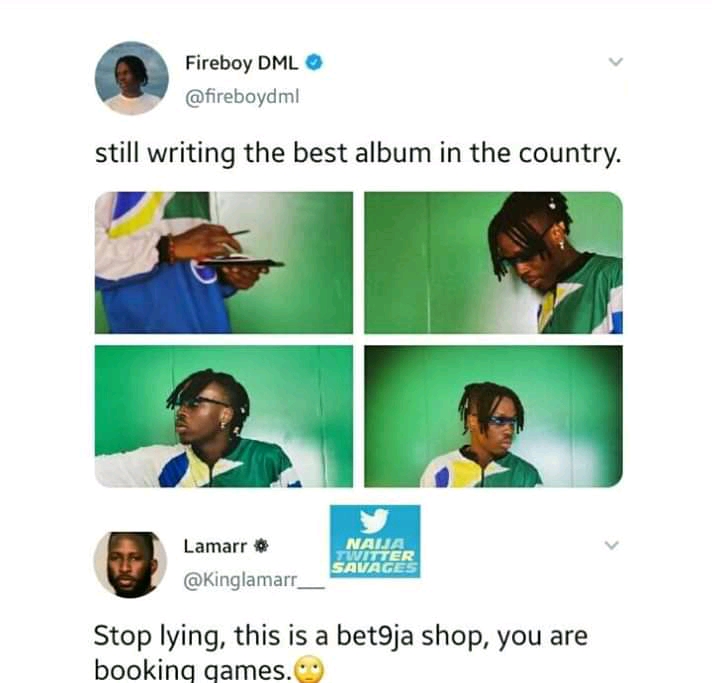 Fireboy DML
@fireboydml
still writing the best album in the country.
NAIJA
TWITTER
SAVAGES
Lamarr
@Kinglamarr___
Stop lying, this is a bet9ja shop, you are
booking games.🙄